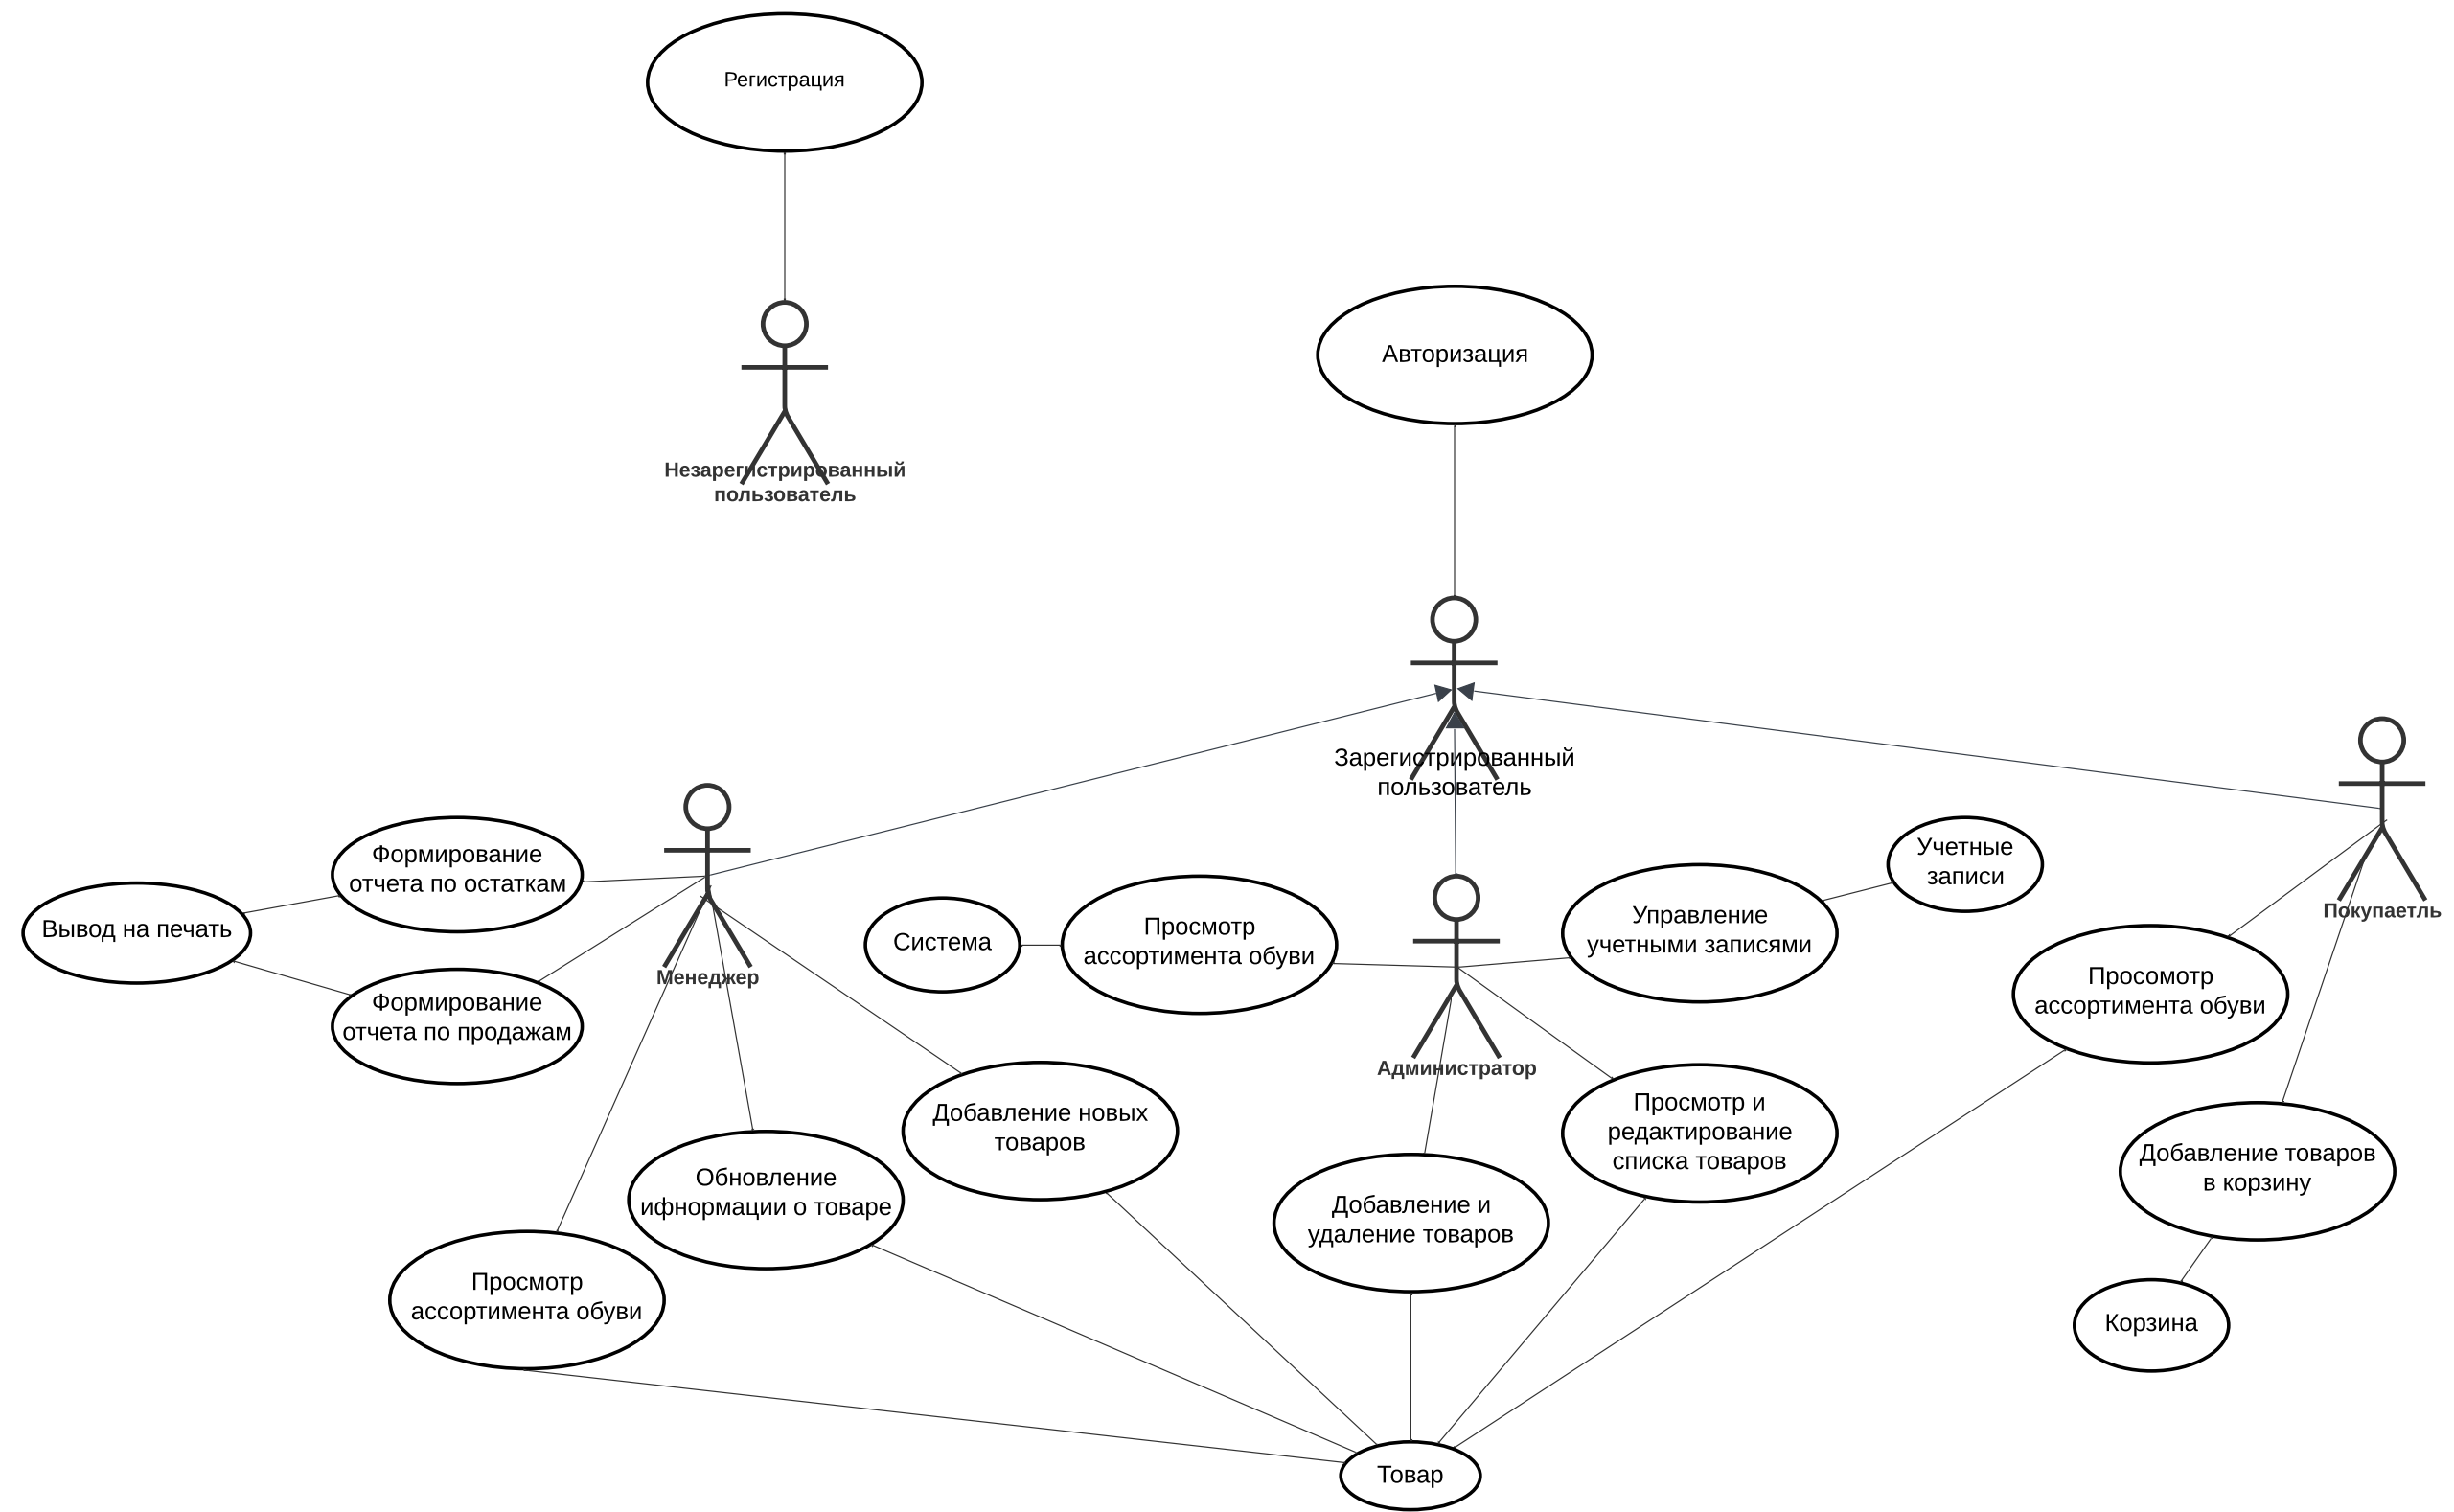 Регистрация
Незарегистрированный
пользователь
Авторизация
Зарегистрированный
пользователь
Формирование
отчета по остаткам
Вывод на печать
Формирование
отчета по продажам
Менеджер
Система
Просмотр
ассортимента обуви
Управление
учетными записями
Учетные
записи
Покупаетль
Администратор
Просомотр
ассортимента обуви
Добавление новых
товаров
Просмотр и
редактирование
списка товаров
Обновление
ифнормации о товаре
Добавление и
удаление товаров
Добавление товаров
в корзину
Просмотр
ассортимента обуви
Корзина
Товар